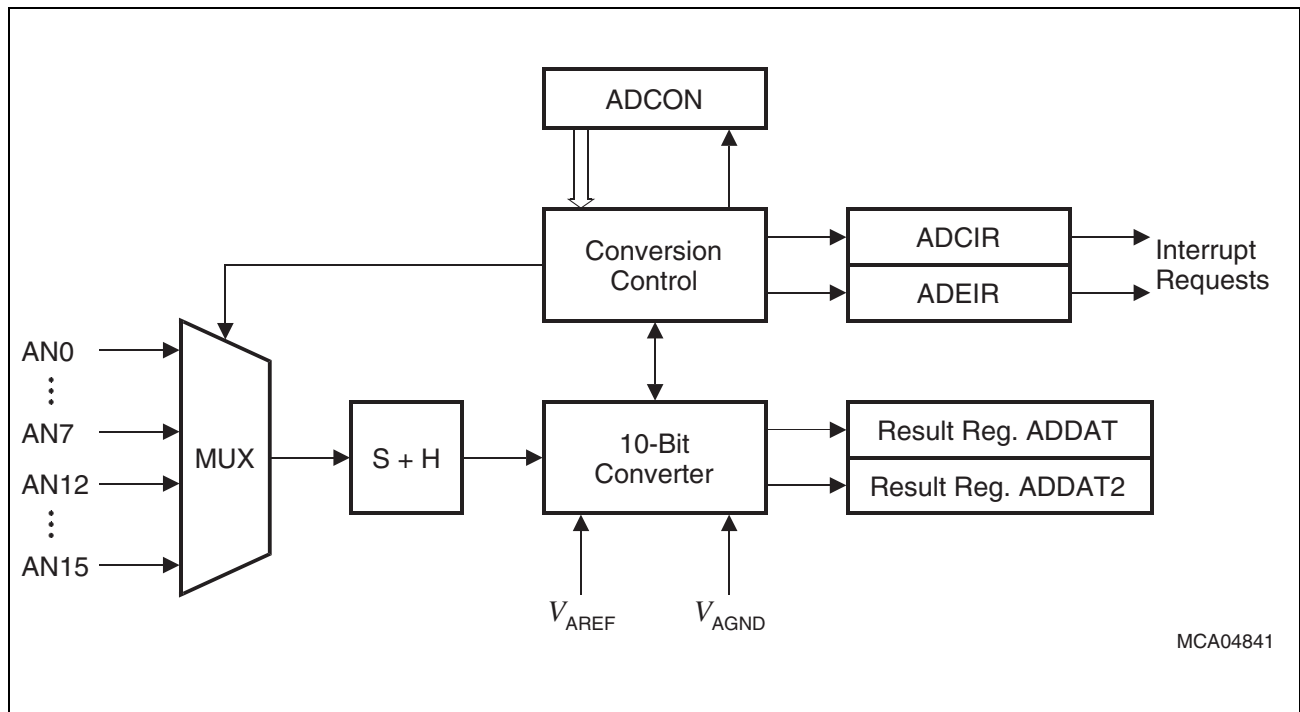 ADCON
Conversion
Control
ADCIR
ADEIR
Interrupt
Requests
AN0
AN7
AN12
AN15
MUX
S + H
10-Bit
Converter
Result Reg. ADDAT
Result Reg. ADDAT2
VAREF
VAGND
MCA04841